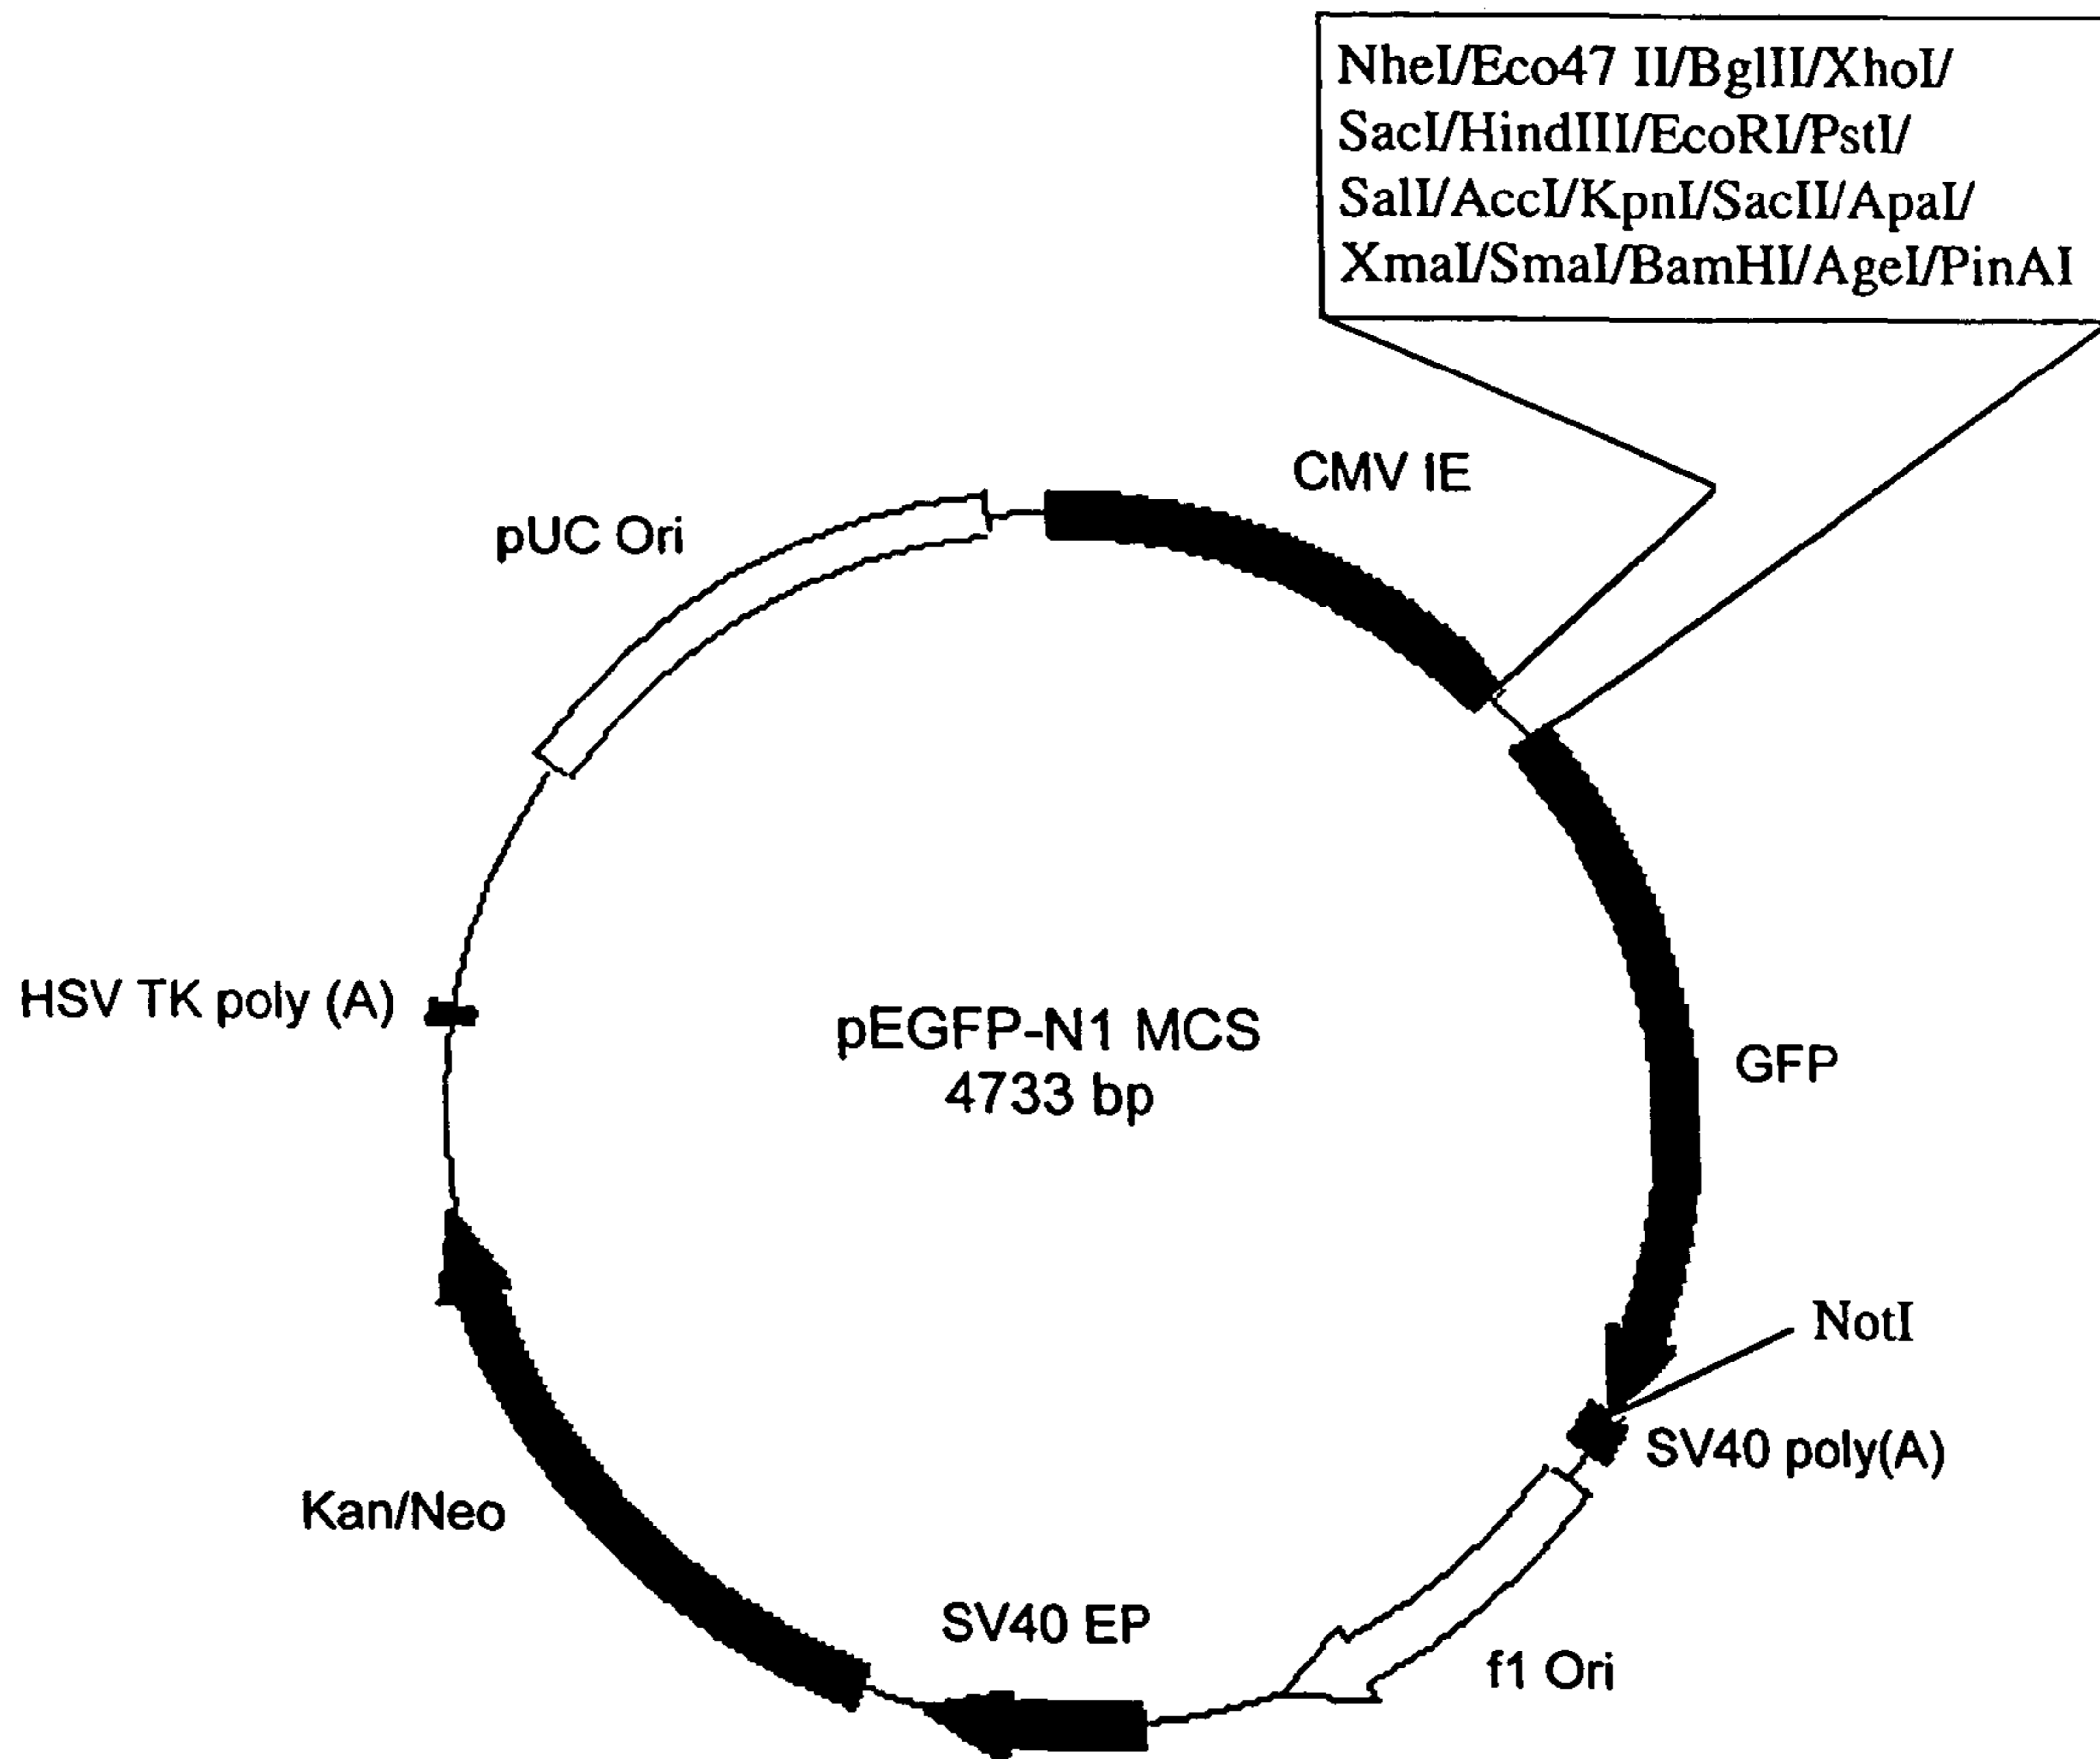 NheI/Eco47 II/BglII/XhoI/
SacI/HindIII/EcoRI/PstI/
SalI/AccI/KpnI/SacII/ApaI/
XmaI/SmaI/BamHI/AgeI/PinAI
CMV IE
pUC Ori
HSV TK poly (A)
pEGFP-N1 MCS
4733 bp
GFP
NotI
SV40 poly(A)
Kan/Neo
SV40 EP
f1 Ori